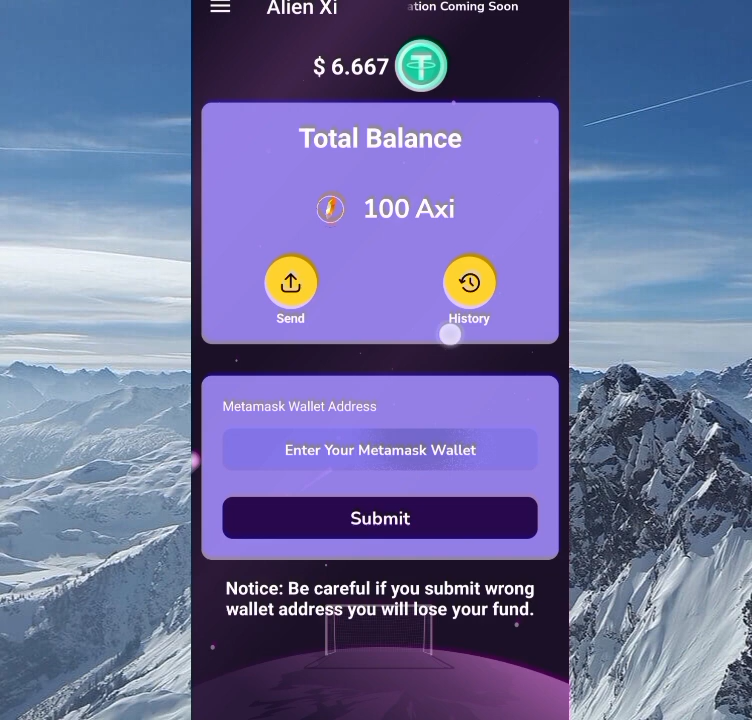 Alien Xi
ation Coming Soon
$ 6.667
Total Balance
100 Axi
Send
History
Metamask Wallet Address
Enter Your Metamask Wallet
Submit
Notice: Be careful if you submit wrong
wallet address you will lose your fund.